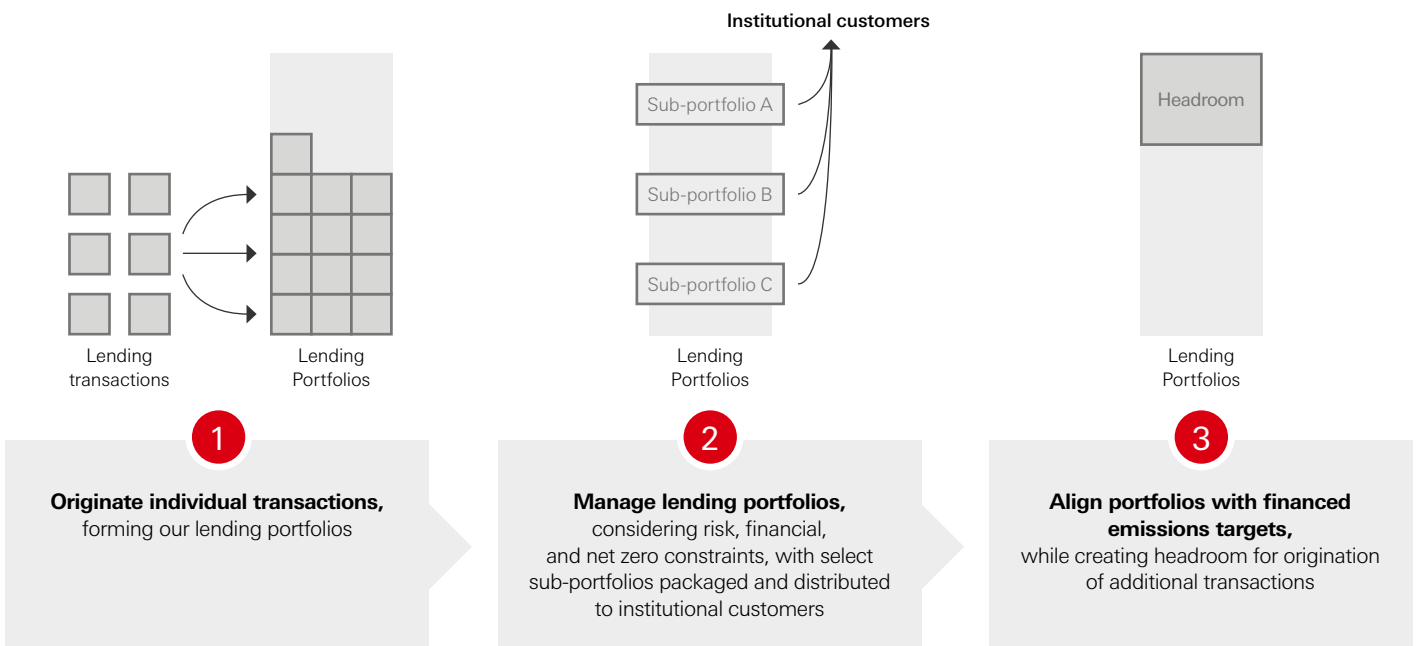 Institutional customers
Sub-portfolio A
Sub-portfolio B
Sub-portfolio C
Headroom
Lending
transactions
Lending
Portfolios
Lending
Portfolios
Lending
Portfolios
1
Originate individual transactions,
forming our lending portfolios
2
Manage lending portfolios,
considering risk, financial,
and net zero constraints, with select
sub-portfolios packaged and distributed
to institutional customers
3
Align portfolios with financed
emissions targets,
while creating headroom for origination
of additional transactions